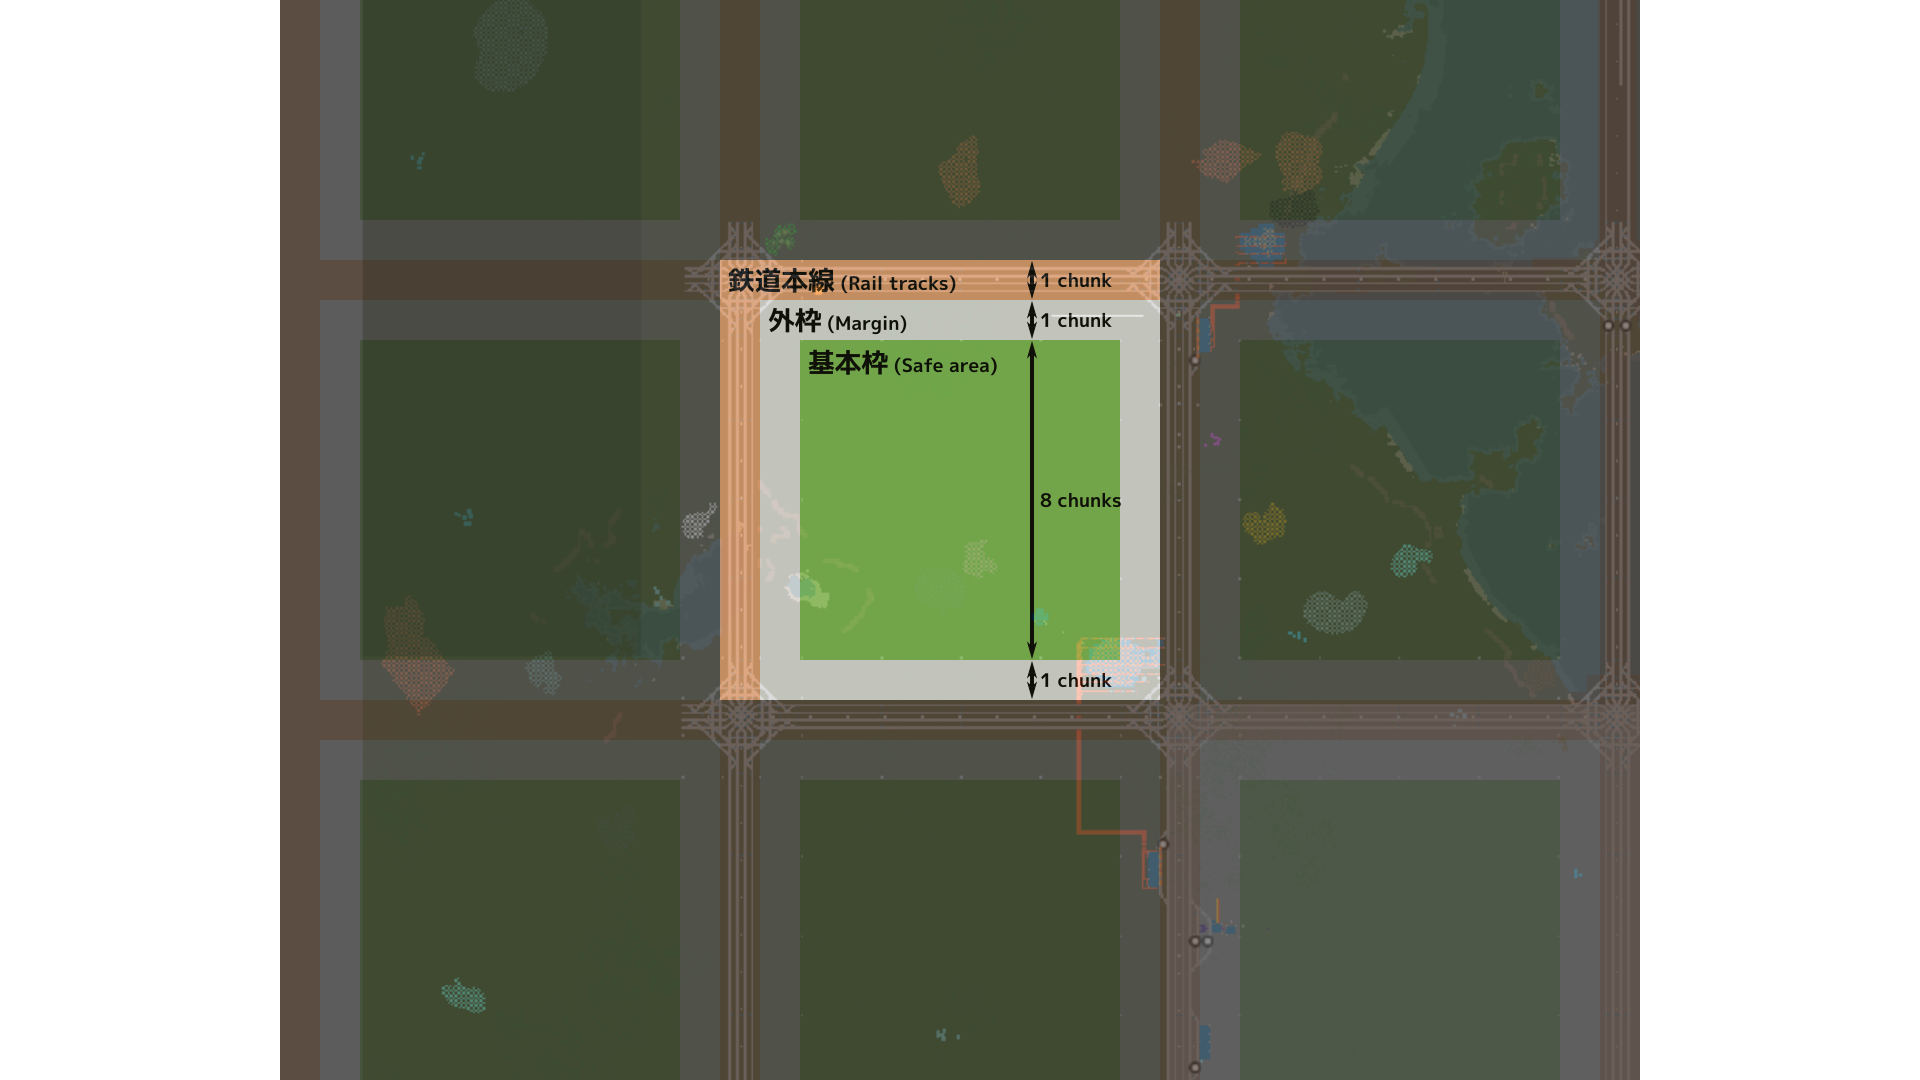 鉄道本線 (Rail tracks)
1 chunk
外枠 (Margin)
1 chunk
基本枠 (Safe area)
8 chunks
1 chunk